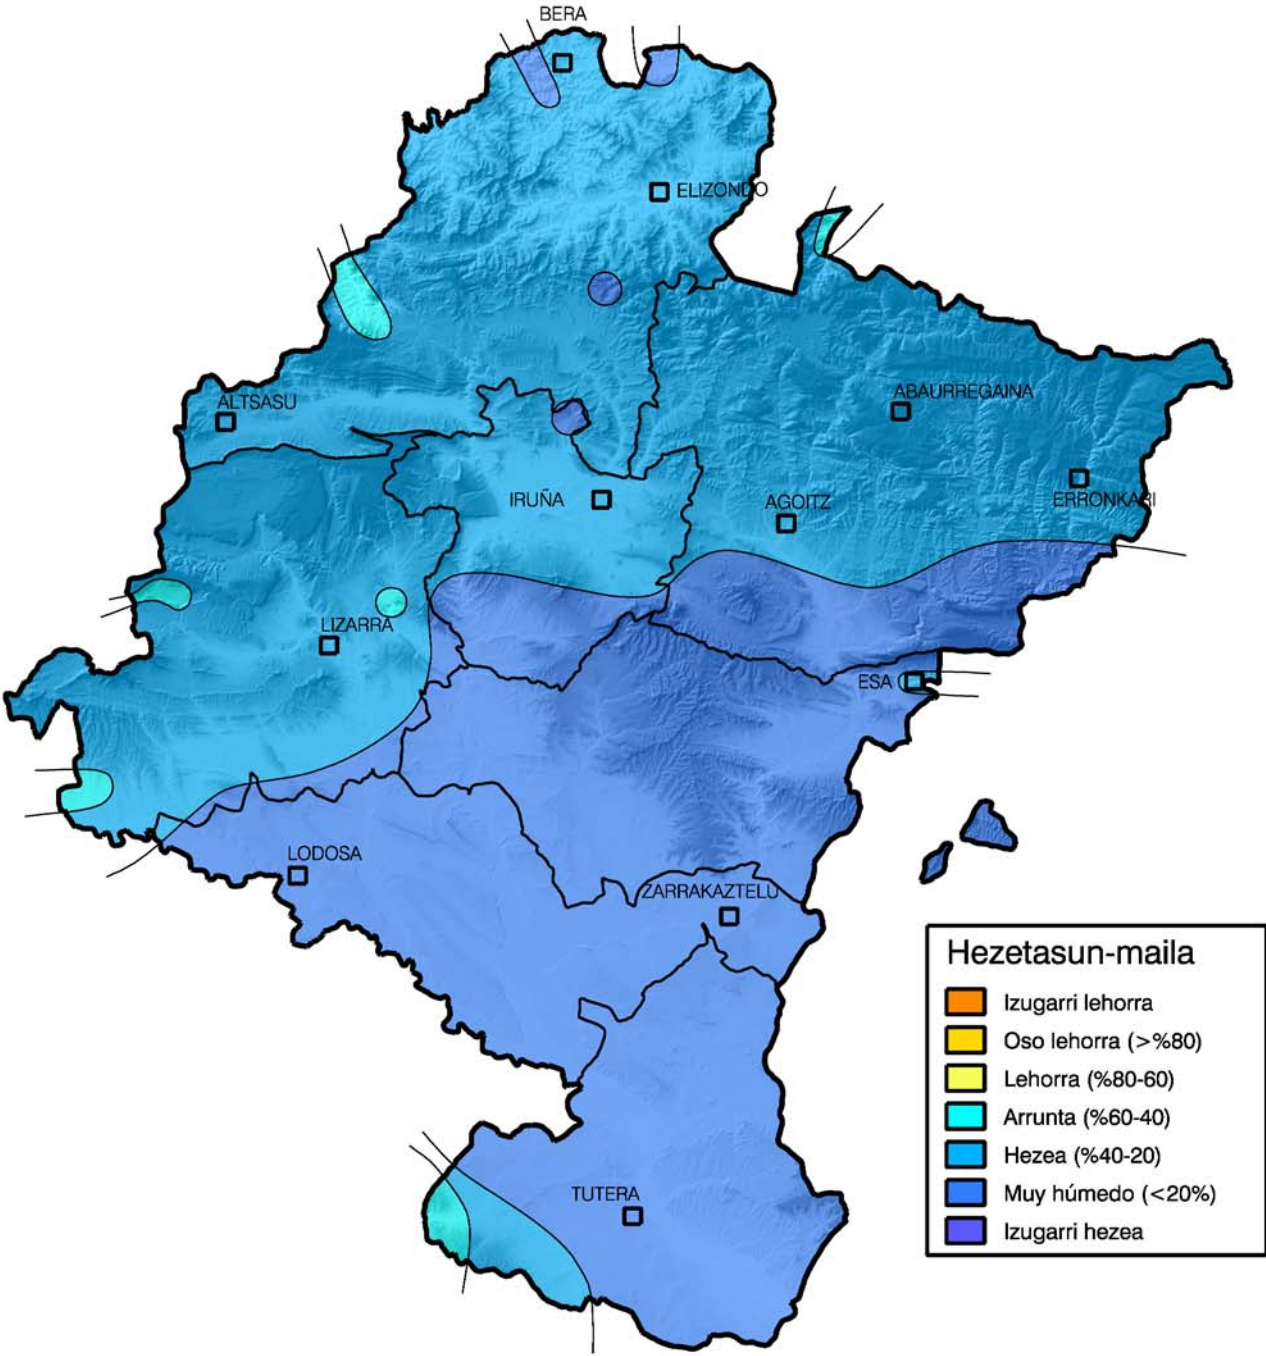 BERA
ELIZONDO
ALTSASU
ABAURREGAINA
IRUÑA
AGOITZ
ERRONKARI
LIZARRA
ESA
LODOSA
ZARRAKAZTELU
TUTERA
Hezetasun-maila
Izugarri lehorra
Oso lehorra (>%80)
Lehorra (%80-60)
Arrunta (%60-40)
Hezea (%40-20)
Muy húmedo (<20%)
Izugarri hezea